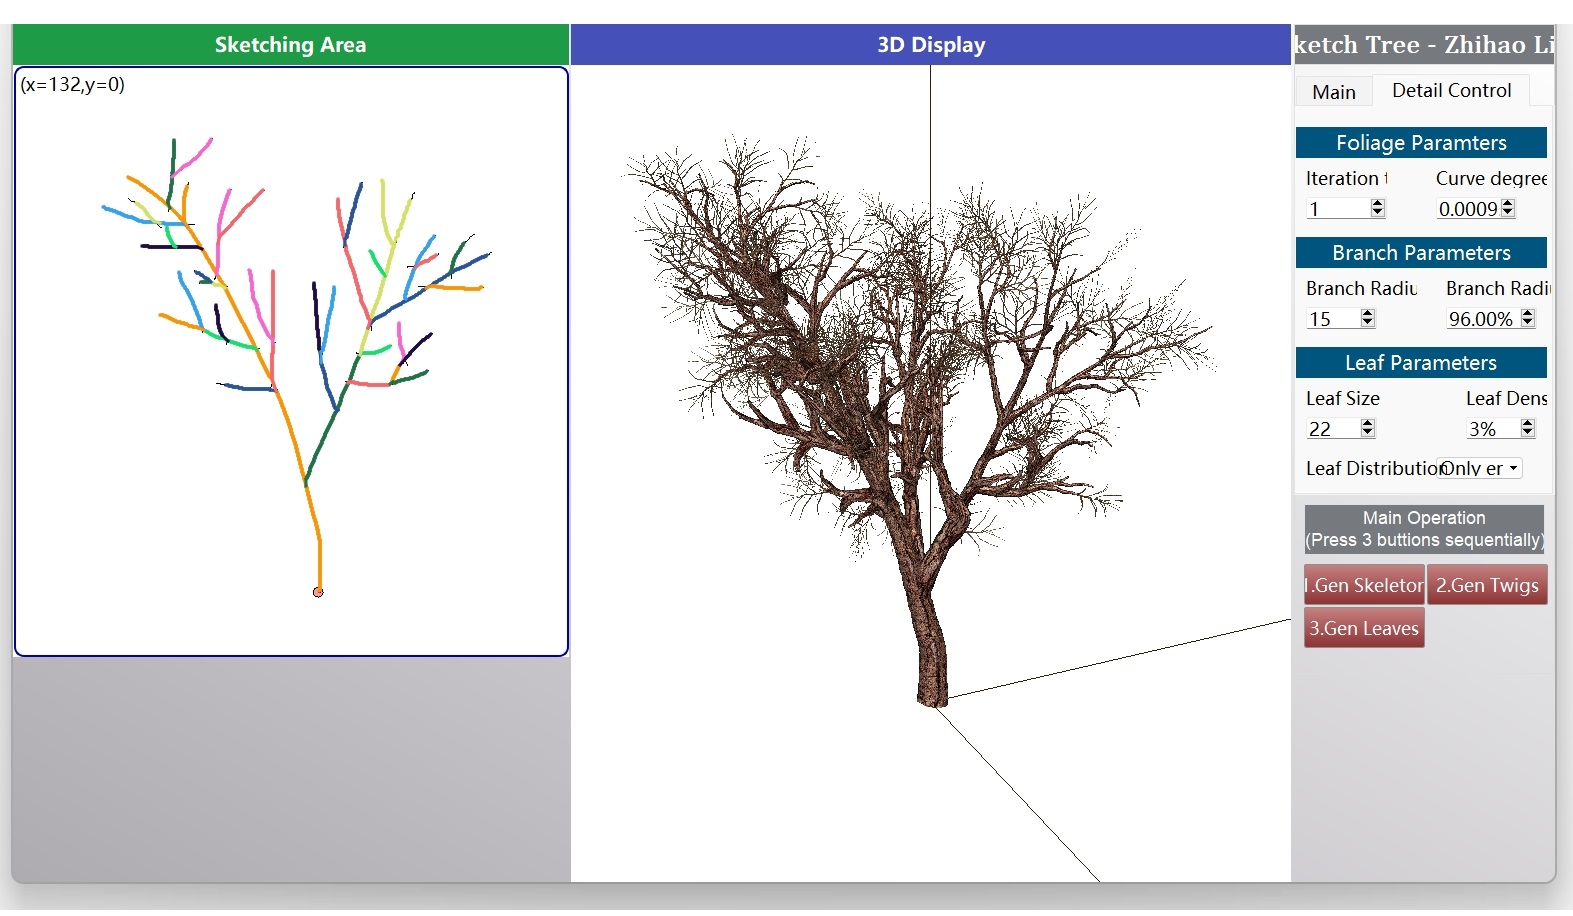 Sketching Area
(x=132,y=0)
3D Display
ketch Tree - Zhihao Li
Main
Detail Control
Foliage Paramters
Iteration
Curve degree
1
0.0009
Branch Parameters
Branch Radiu
Branch Radi
15
96.00%
Leaf Parameters
Leaf Size
Leaf Dens
22
3%
Leaf Distribution
Only er
Main Operation
(Press 3 buttions sequentially)
1.Gen Skeletor
2.Gen Twigs
3.Gen Leaves